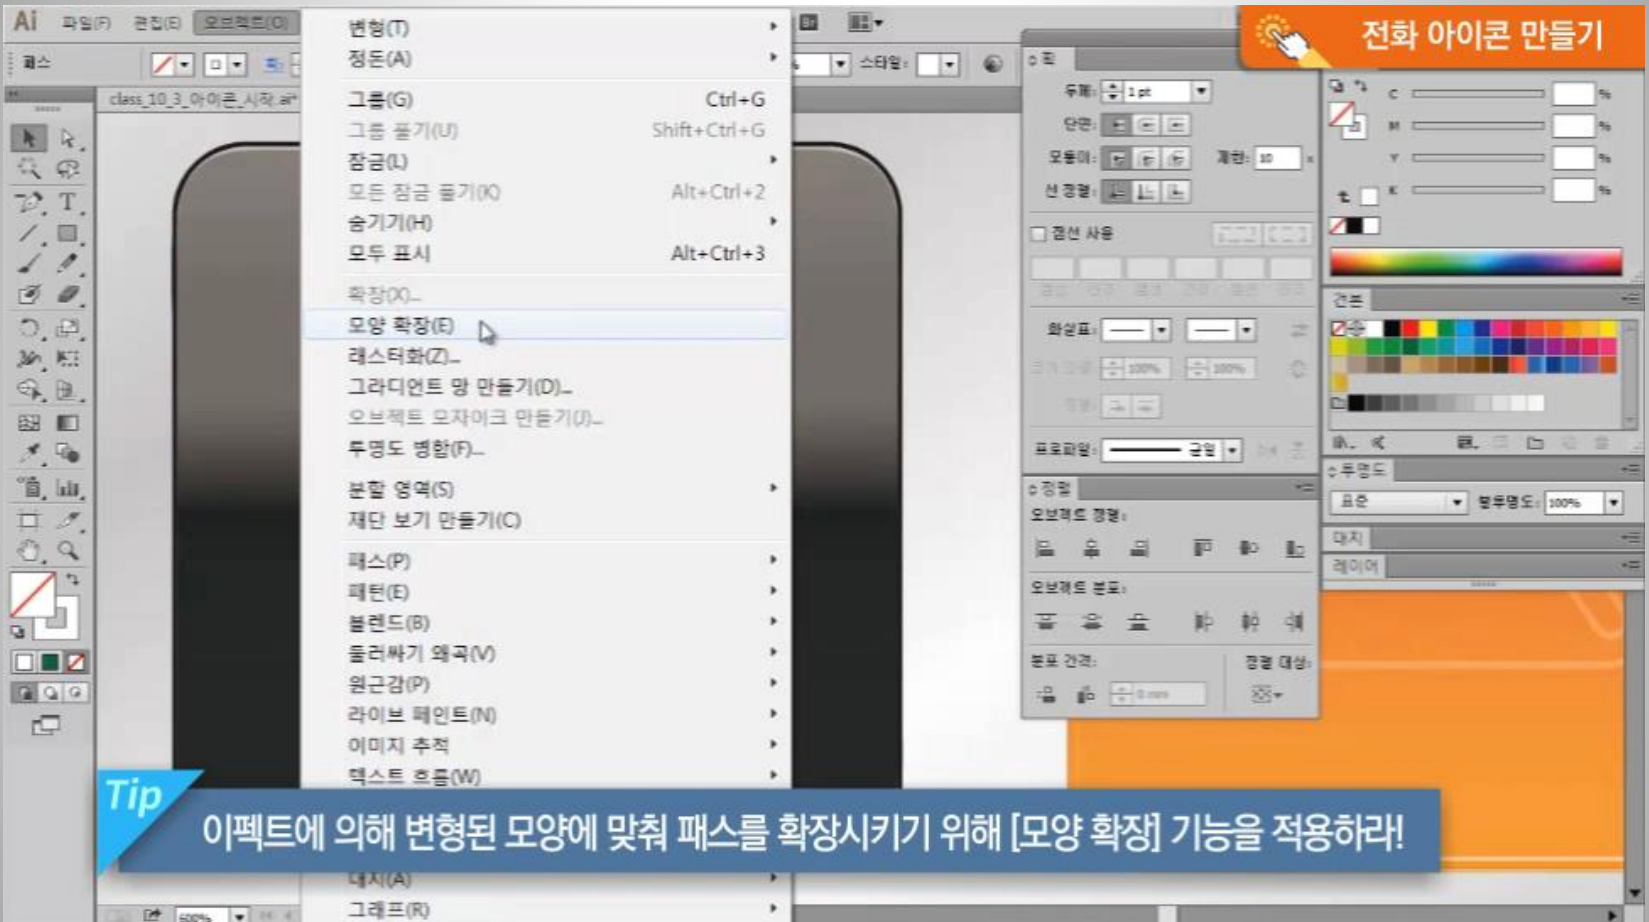 Ai 파일(F) 편집(E) 오브젝트(O)
Br
전화 아이콘 만들기
패스
스타일:
class_10_3_아이콘_시작.ai*
변형(T)
정돈(A)
그룹(G) Ctrl+G
그룹 풀기(U) Shift+Ctrl+G
잠금(L)
모든 잠금 풀기(K) Alt+Ctrl+2
숨기기(H)
모두 표시 Alt+Ctrl+3
확장(X)...
모양 확장(E)
래스터화(Z)...
그라디언트 망 만들기(D)...
오브젝트 모자이크 만들기(J)...
투명도 병합(F)...
분할 영역(S)
재단 보기 만들기(C)
패스(P)
패턴(E)
블렌드(B)
둘러싸기 왜곡(V)
원근감(P)
라이브 페인트(N)
이미지 추적
텍스트 흐름(W)
대지(A)
그래프(R)
획
두께: 1 pt
단면:
모퉁이: 제한: 10 x
선 정렬:
점선 사용
화살표:
100% 100%
프로파일: 균일
정렬
오브젝트 정렬:
오브젝트 분포:
분포 간격: 정렬 대상:
0 mm
C %
M %
Y %
K %
견본
투명도
표준 불투명도: 100%
대지
레이어
Tip
이펙트에 의해 변형된 모양에 맞춰 패스를 확장시키기 위해 [모양 확장] 기능을 적용하라!
600%